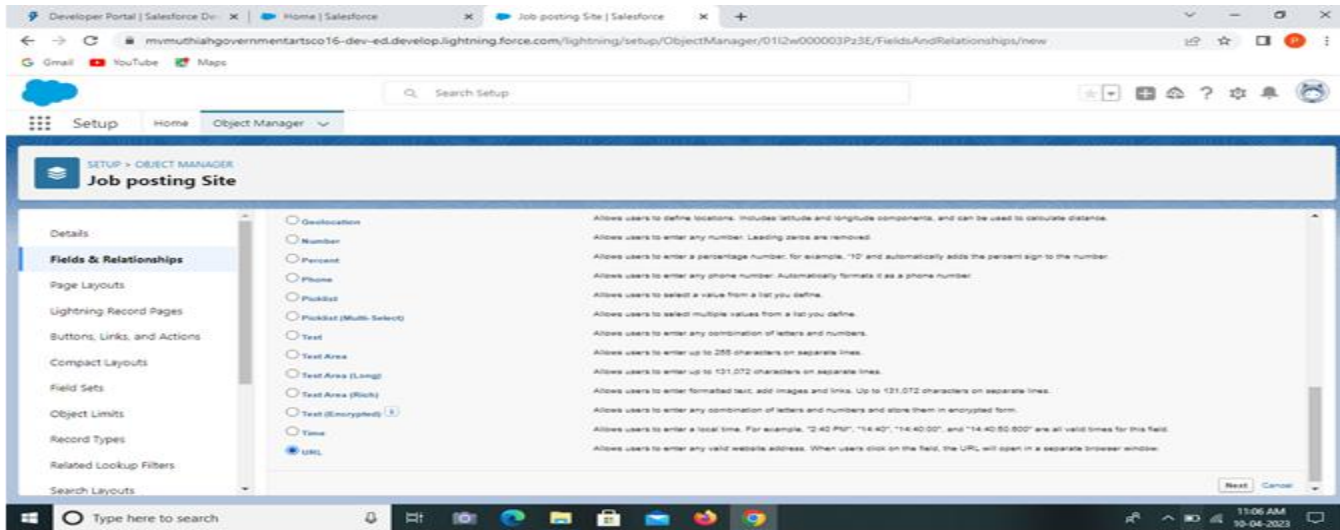 Developer Portal | Salesforce De
Home | Salesforce
Job posting Site | Salesforce
mvmuthiahgovernmentartsco16-dev-ed.develop.lightning.force.com/lightning/setup/ObjectManager/01I2w000003Pz3E/FieldsAndRelationships/new
Gmail YouTube Maps
Search Setup
Setup Home Object Manager
SETUP > OBJECT MANAGER
Job posting Site
Details
Fields & Relationships
Page Layouts
Lightning Record Pages
Buttons, Links, and Actions
Compact Layouts
Field Sets
Object Limits
Record Types
Related Lookup Filters
Search Layouts
Geolocation Allows users to define locations. Includes latitude and longitude components, and can be used to calculate distance.
Number Allows users to enter any number. Leading zeros are removed.
Percent Allows users to enter a percentage number, for example, '10' and automatically adds the percent sign to the number.
Phone Allows users to enter any phone number. Automatically formats it as a phone number.
Picklist Allows users to select a value from a list you define.
Picklist (Multi-Select) Allows users to select multiple values from a list you define.
Text Allows users to enter any combination of letters and numbers.
Text Area Allows users to enter up to 255 characters on separate lines.
Text Area (Long) Allows users to enter up to 131,072 characters on separate lines.
Text Area (Rich) Allows users to enter formatted text, add images and links. Up to 131,072 characters on separate lines.
Text (Encrypted) Allows users to enter any combination of letters and numbers and store them in encrypted form.
Time Allows users to enter a local time. For example, "2:40 PM", "14:40", "14:40:00", and "14:40:50.600" are all valid times for this field.
URL Allows users to enter any valid website address. When users click on the field, the URL will open in a separate browser window.
Next Cancel
Type here to search
11:06 AM
10-04-2023